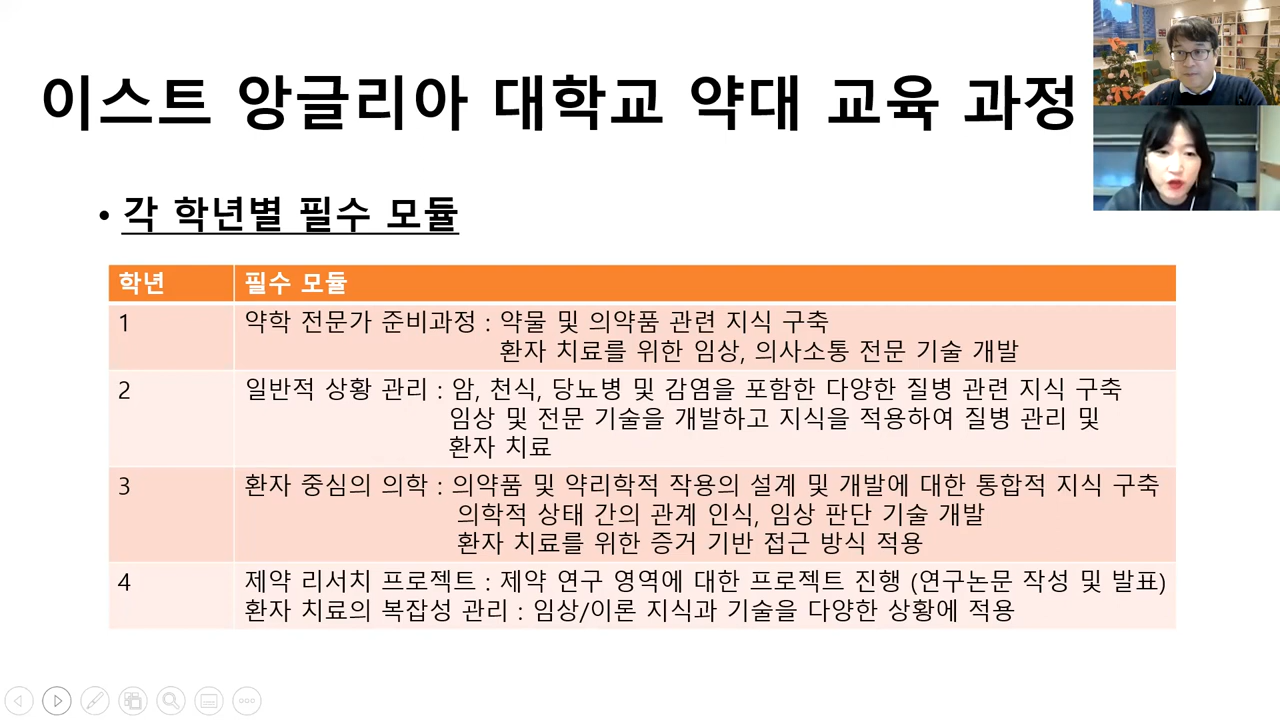 이스트 앙글리아 대학교 약대 교육 과정
• 각 학년별 필수 모듈
학년 필수 모듈
1 약학 전문가 준비과정 : 약물 및 의약품 관련 지식 구축
환자 치료를 위한 임상, 의사소통 전문 기술 개발
2 일반적 상황 관리 : 암, 천식, 당뇨병 및 감염을 포함한 다양한 질병 관련 지식 구축
임상 및 전문 기술을 개발하고 지식을 적용하여 질병 관리 및
환자 치료
3 환자 중심의 의학 : 의약품 및 약리학적 작용의 설계 및 개발에 대한 통합적 지식 구축
의학적 상태 간의 관계 인식, 임상 판단 기술 개발
환자 치료를 위한 증거 기반 접근 방식 적용
4 제약 리서치 프로젝트 : 제약 연구 영역에 대한 프로젝트 진행 (연구논문 작성 및 발표)
환자 치료의 복잡성 관리 : 임상/이론 지식과 기술을 다양한 상황에 적용